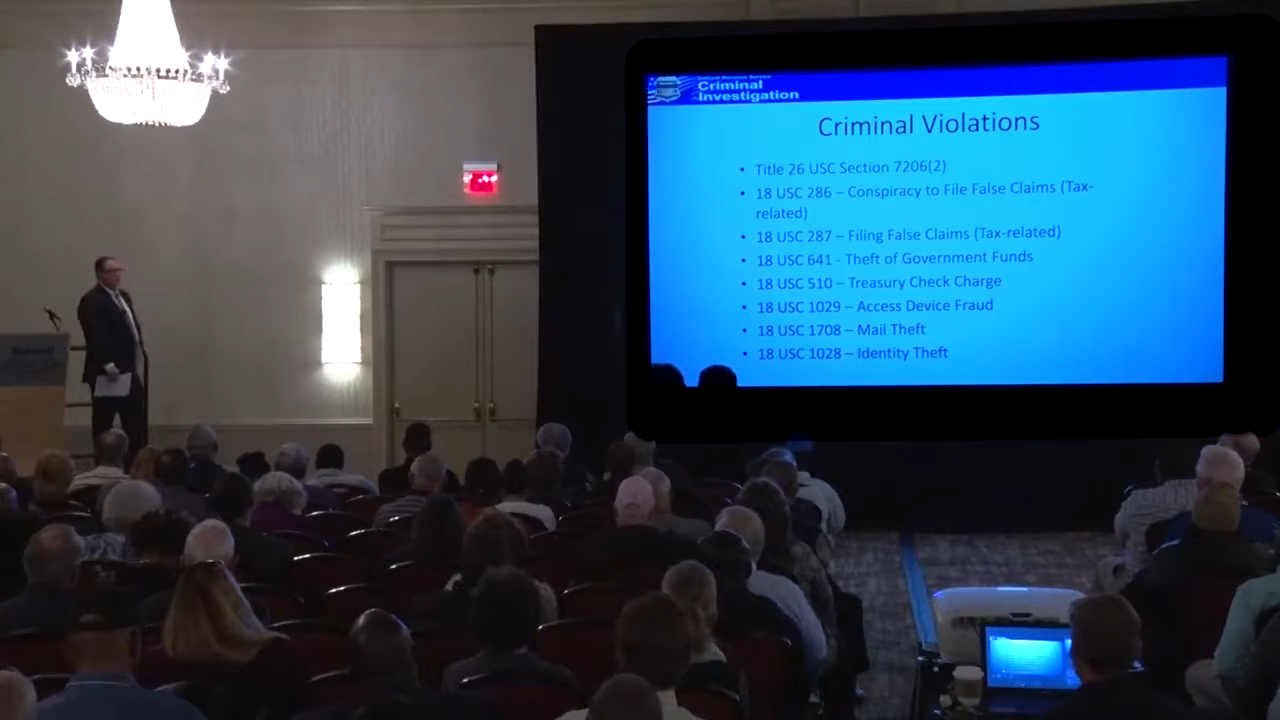 Internal Revenue Service
Criminal
Investigation
Criminal Violations
• Title 26 USC Section 7206(2)
• 18 USC 286 – Conspiracy to File False Claims (Tax-
related)
• 18 USC 287 – Filing False Claims (Tax-related)
• 18 USC 641 - Theft of Government Funds
• 18 USC 510 – Treasury Check Charge
• 18 USC 1029 – Access Device Fraud
• 18 USC 1708 – Mail Theft
• 18 USC 1028 – Identity Theft